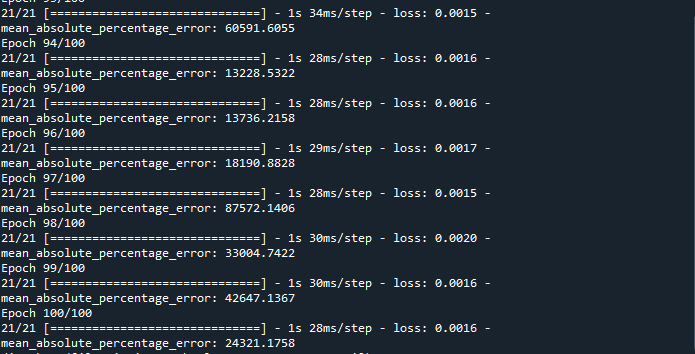 21/21 [==============================] - 1s 34ms/step - loss: 0.0015 -
mean_absolute_percentage_error: 60591.6055
Epoch 94/100
21/21 [==============================] - 1s 28ms/step - loss: 0.0016 -
mean_absolute_percentage_error: 13228.5322
Epoch 95/100
21/21 [==============================] - 1s 28ms/step - loss: 0.0016 -
mean_absolute_percentage_error: 13736.2158
Epoch 96/100
21/21 [==============================] - 1s 29ms/step - loss: 0.0017 -
mean_absolute_percentage_error: 18190.8828
Epoch 97/100
21/21 [==============================] - 1s 28ms/step - loss: 0.0015 -
mean_absolute_percentage_error: 87572.1406
Epoch 98/100
21/21 [==============================] - 1s 30ms/step - loss: 0.0020 -
mean_absolute_percentage_error: 33004.7422
Epoch 99/100
21/21 [==============================] - 1s 30ms/step - loss: 0.0016 -
mean_absolute_percentage_error: 42647.1367
Epoch 100/100
21/21 [==============================] - 1s 28ms/step - loss: 0.0016 -
mean_absolute_percentage_error: 24321.1758